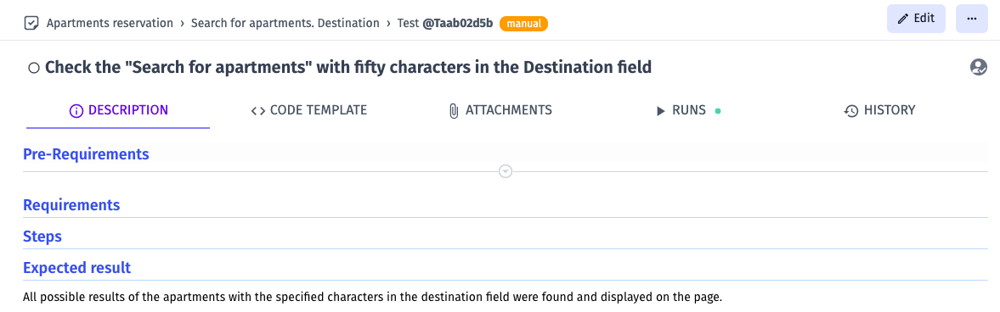 Apartments reservation › Search for apartments. Destination › Test @Taab02d5b manual
Edit
...
Check the "Search for apartments" with fifty characters in the Destination field
DESCRIPTION
<> CODE TEMPLATE
ATTACHMENTS
RUNS
HISTORY
Pre-Requirements
Requirements
Steps
Expected result
All possible results of the apartments with the specified characters in the destination field were found and displayed on the page.